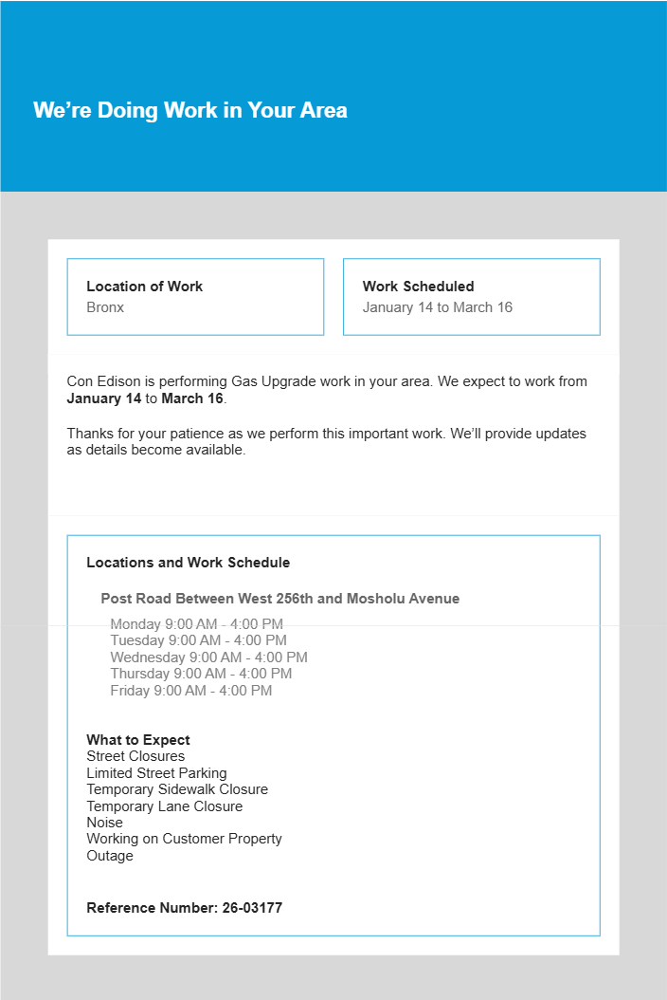 We’re Doing Work in Your Area
Location of Work
Bronx
Work Scheduled
January 14 to March 16
Con Edison is performing Gas Upgrade work in your area. We expect to work from
January 14 to March 16.
Thanks for your patience as we perform this important work. We’ll provide updates
as details become available.
Locations and Work Schedule
Post Road Between West 256th and Mosholu Avenue
Monday 9:00 AM - 4:00 PM
Tuesday 9:00 AM - 4:00 PM
Wednesday 9:00 AM - 4:00 PM
Thursday 9:00 AM - 4:00 PM
Friday 9:00 AM - 4:00 PM
What to Expect
Street Closures
Limited Street Parking
Temporary Sidewalk Closure
Temporary Lane Closure
Noise
Working on Customer Property
Outage
Reference Number: 26-03177